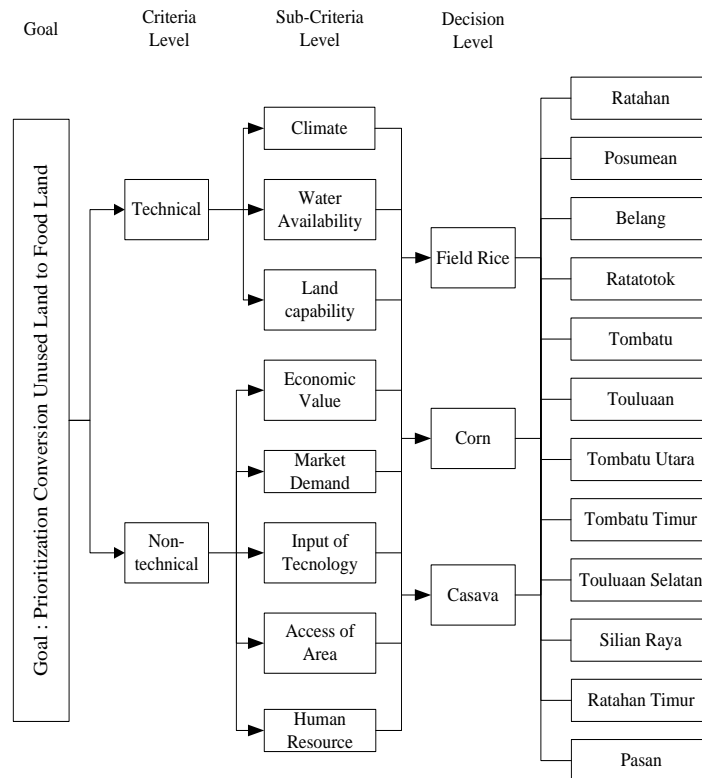 Goal
Criteria
Level
Sub-Criteria
Level
Decision
Level
Goal : Prioritization Conversion Unused Land to Food Land
Technical
Non-
technical
Climate
Water
Availability
Land
capability
Economic
Value
Market
Demand
Input of
Tecnology
Access of
Area
Human
Resource
Field Rice
Corn
Casava
Ratahan
Posumean
Belang
Ratatotok
Tombatu
Touluaan
Tombatu Utara
Tombatu Timur
Touluaan Selatan
Silian Raya
Ratahan Timur
Pasan